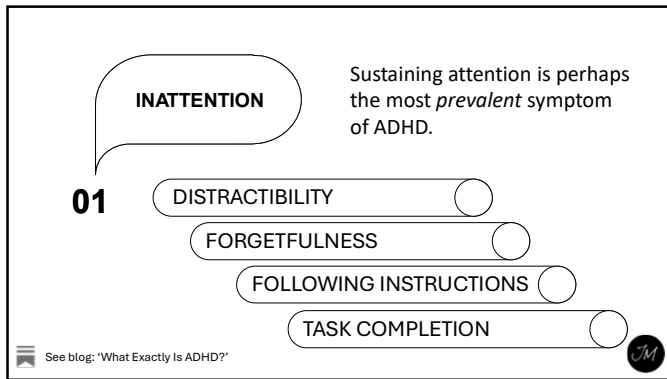 INATTENTION
Sustaining attention is perhaps
the most prevalent symptom
of ADHD.
01
DISTRACTIBILITY
FORGETFULNESS
FOLLOWING INSTRUCTIONS
TASK COMPLETION
See blog: ‘What Exactly Is ADHD?’
JM